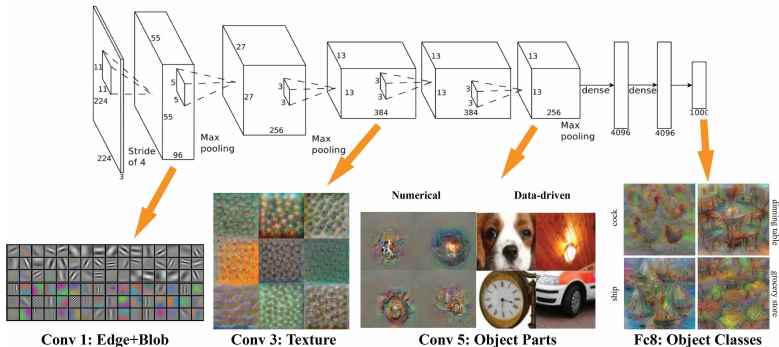 55
27
13
13
13
11
5
3
3
3
11
5
27
3
13
3
13
3
13
dense
dense
224
55
384
384
256
1000
Max
256
Max
Max
4096
4096
pooling
pooling
pooling
224
Stride
of 4
96
3
Numerical
Data-driven
cock
dinning table
ship
grocery store
Conv 1: Edge+Blob
Conv 3: Texture
Conv 5: Object Parts
Fc8: Object Classes